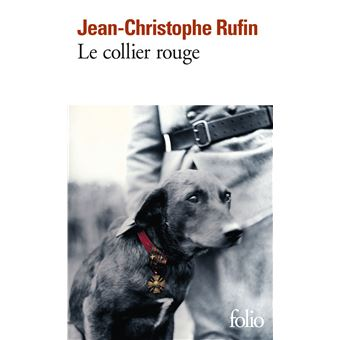 Jean-Christophe Rufin
Le collier rouge
folio